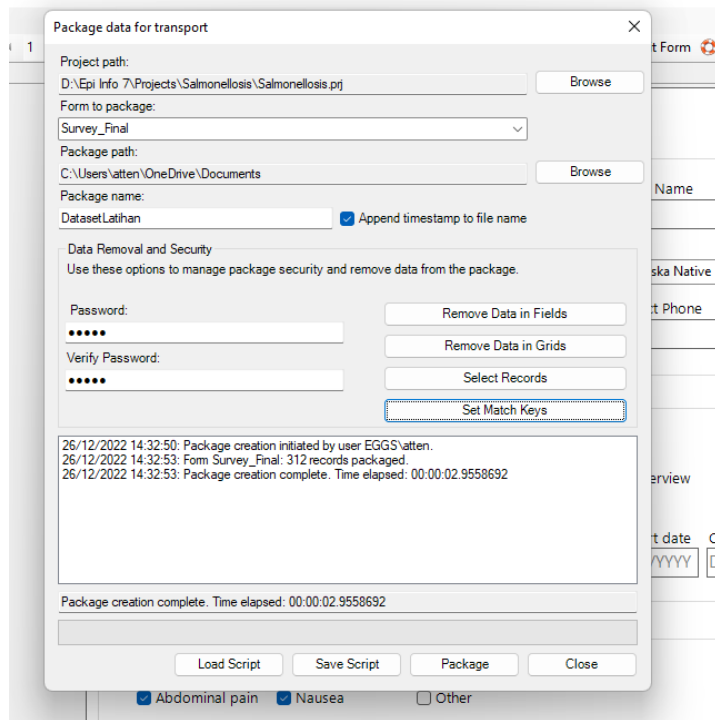 Package data for transport
1
t Form
Project path:
D:\Epi Info 7\Projects\Salmonellosis\Salmonellosis.prj
Browse
Form to package:
Survey_Final
Package path:
C:\Users\atten\OneDrive\Documents
Browse
Package name:
DatasetLatihan
Append timestamp to file name
Name
Data Removal and Security
Use these options to manage package security and remove data from the package.
ska Native
Password:
•••••
Remove Data in Fields
t Phone
Verify Password:
•••••
Remove Data in Grids
Select Records
Set Match Keys
26/12/2022 14:32:50: Package creation initiated by user EGGS\atten.
26/12/2022 14:32:53: Form Survey_Final: 312 records packaged.
26/12/2022 14:32:53: Package creation complete. Time elapsed: 00:00:02.9558692
erview
t date
YYYY
Package creation complete. Time elapsed: 00:00:02.9558692
Load Script
Save Script
Package
Close
Abdominal pain
Nausea
Other